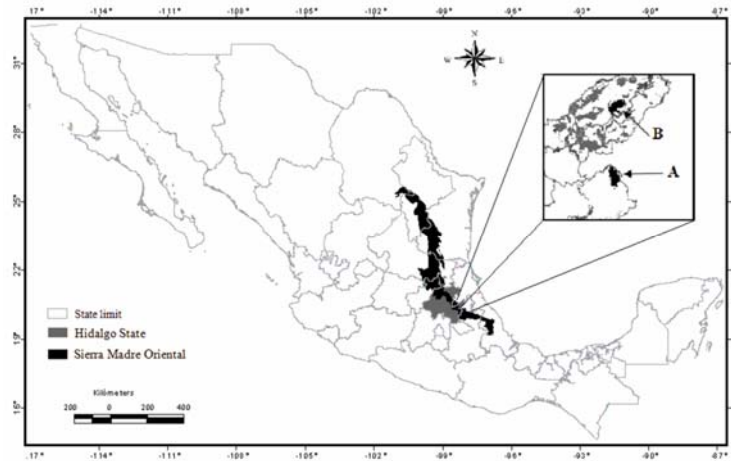 -117° -114° -111° -108° -105° -102° -99° -96° -93° -90° -87°
N
W E
S
31°
28°
25°
22°
19°
16°
B
A
State limit
Hidalgo State
Sierra Madre Oriental
Kilómeters
200 0 200 400
-114° -111° -108° -105° -102° -99° -96° -93° -90° -87°